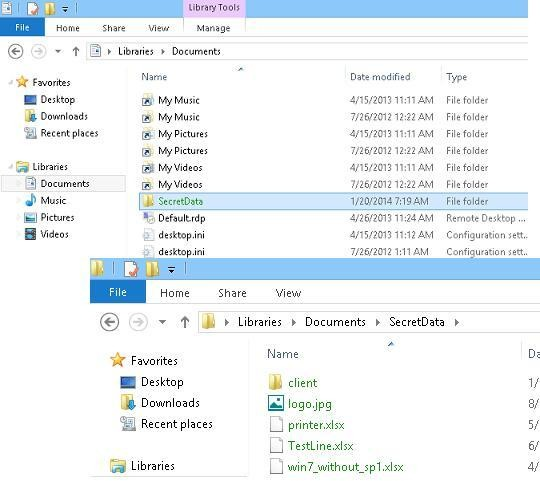 Library Tools
File Home Share View Manage
Libraries Documents
Name Date modified Type
Favorites
Desktop
Downloads
Recent places
Libraries
Documents
Music
Pictures
Videos
My Music 4/15/2013 11:11 AM File folder
My Music 7/26/2012 12:22 AM File folder
My Pictures 4/15/2013 11:11 AM File folder
My Pictures 7/26/2012 12:22 AM File folder
My Videos 4/15/2013 11:11 AM File folder
My Videos 7/26/2012 12:22 AM File folder
SecretData 1/20/2014 7:19 AM File folder
Default.rdp 4/26/2013 11:24 AM Remote Desktop ...
desktop.ini 4/15/2013 11:12 AM Configuration sett...
desktop.ini 7/26/2012 1:11 AM Configuration sett...
File Home Share View
Libraries Documents SecretData
Favorites
Desktop
Downloads
Recent places
Libraries
Name Da
client 1/
logo.jpg 8/
printer.xlsx 5/
TestLine.xlsx 6/
win7_without_sp1.xlsx 4/